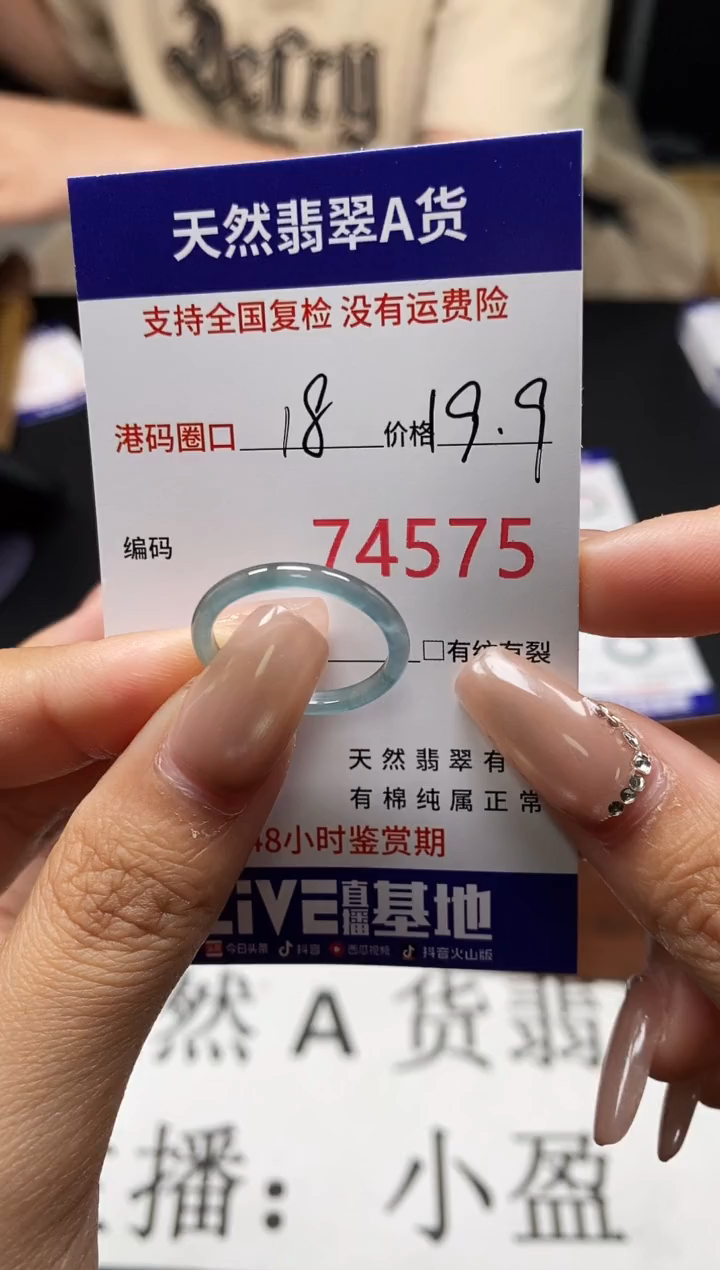 天然翡翠A货
支持全国复检 没有运费险
港码圈口 18 价格 19.9
编码 74575
□有纹有裂
天然翡翠有
有棉纯属正常
48小时鉴赏期
LiVE直播基地
今日头条 抖音 西瓜视频 抖音火山版
然A货翡
播：小盈